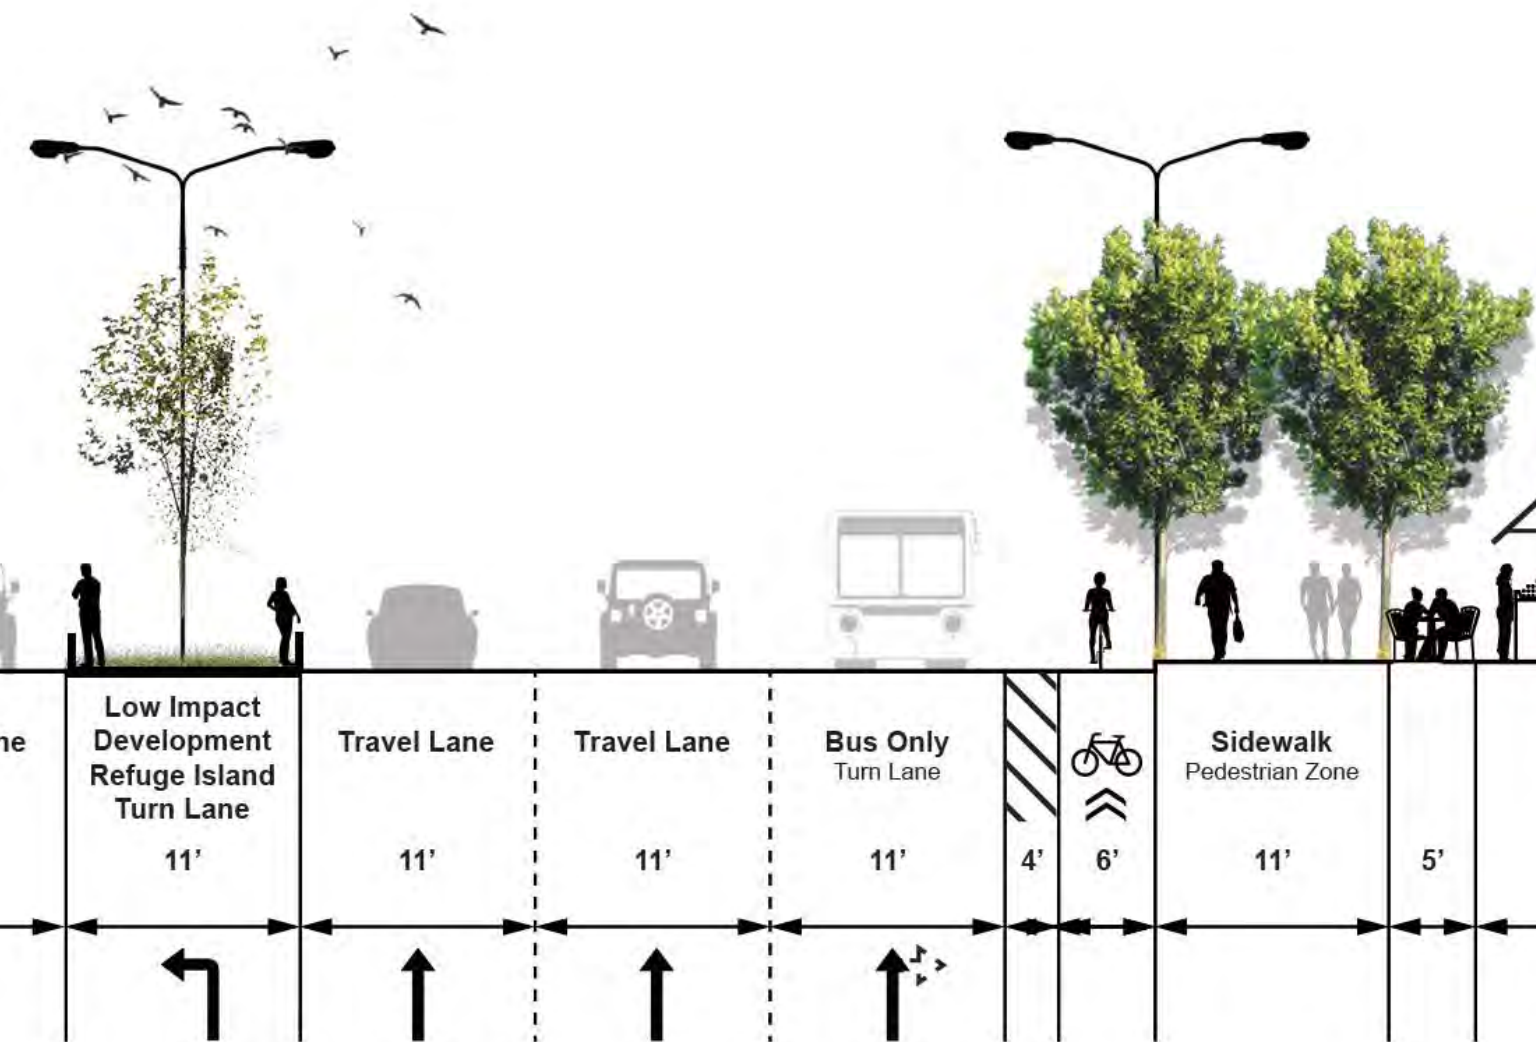 ne
Low Impact
Development
Refuge Island
Turn Lane
11’
Travel Lane
11’
Travel Lane
11’
Bus Only
Turn Lane
11’
4’
6’
Sidewalk
Pedestrian Zone
11’
5’